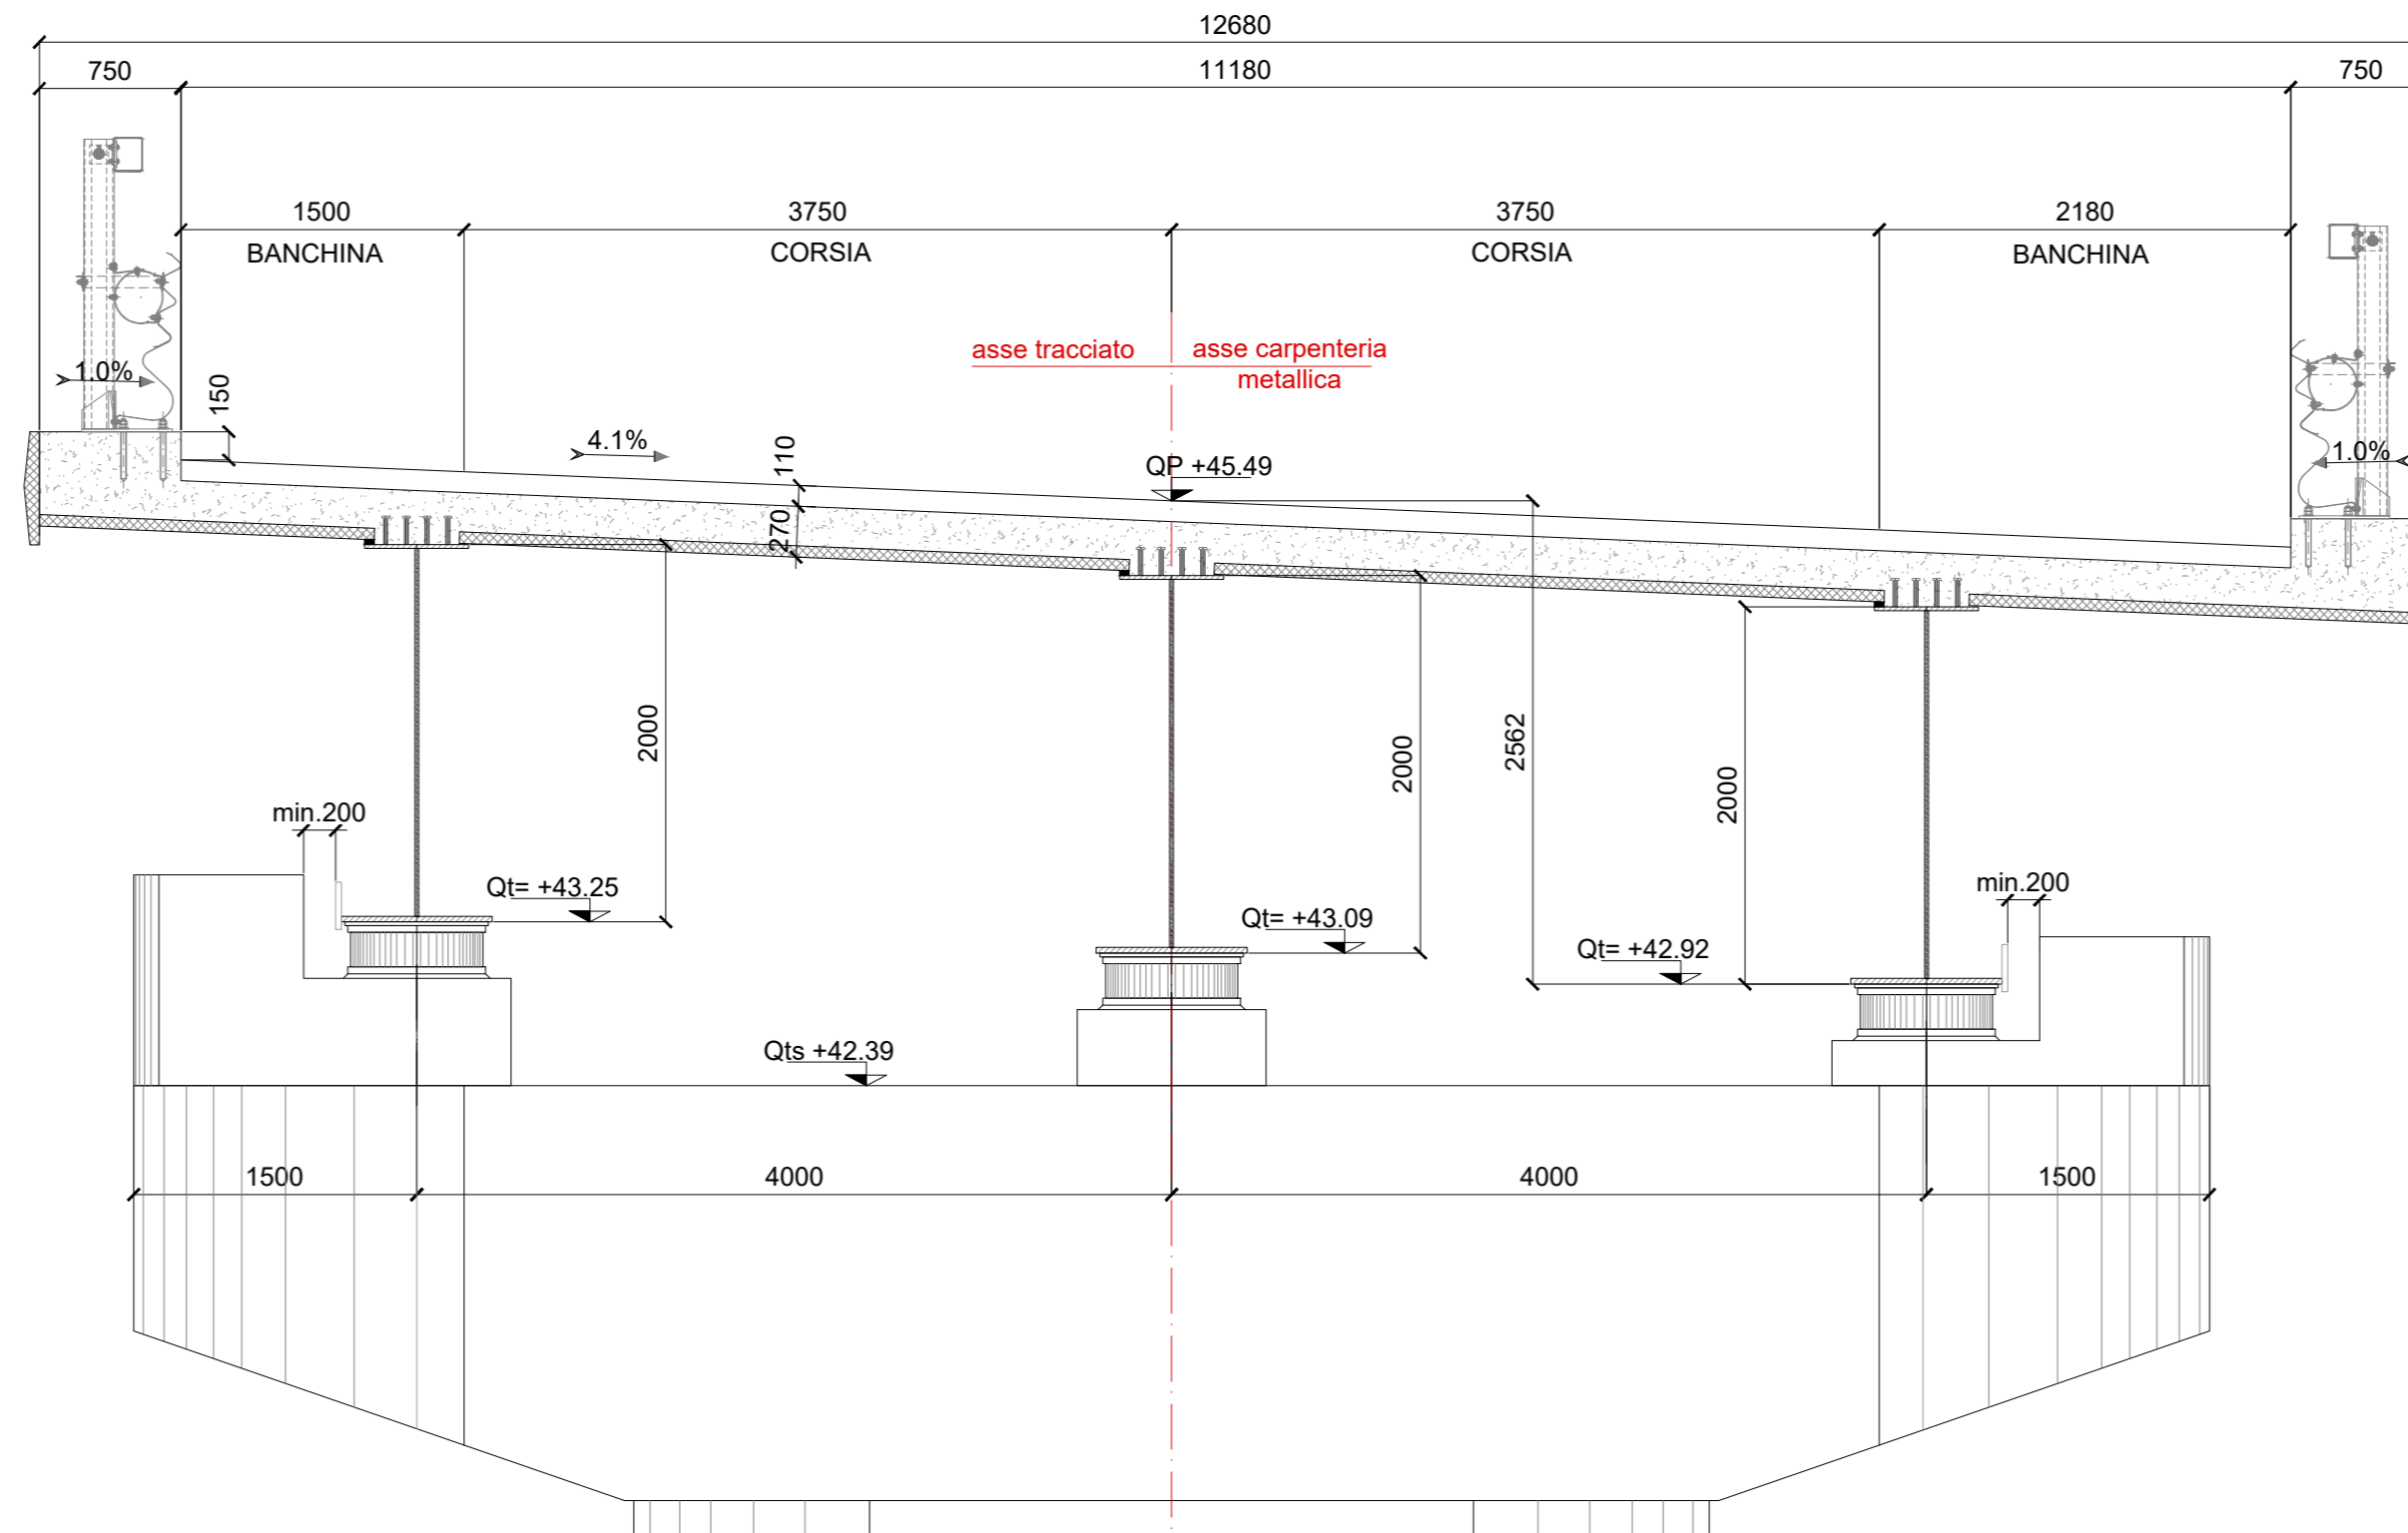 12680
750
11180
750
1500
3750
3750
2180
BANCHINA
CORSIA
CORSIA
BANCHINA
asse tracciato
asse carpenteria
metallica
1.0%
150
4.1%
110
QP +45.49
1.0%
270
2000
2000
2562
2000
min.200
Qt= +43.25
Qt= +43.09
Qt= +42.92
min.200
Qts +42.39
1500
4000
4000
1500